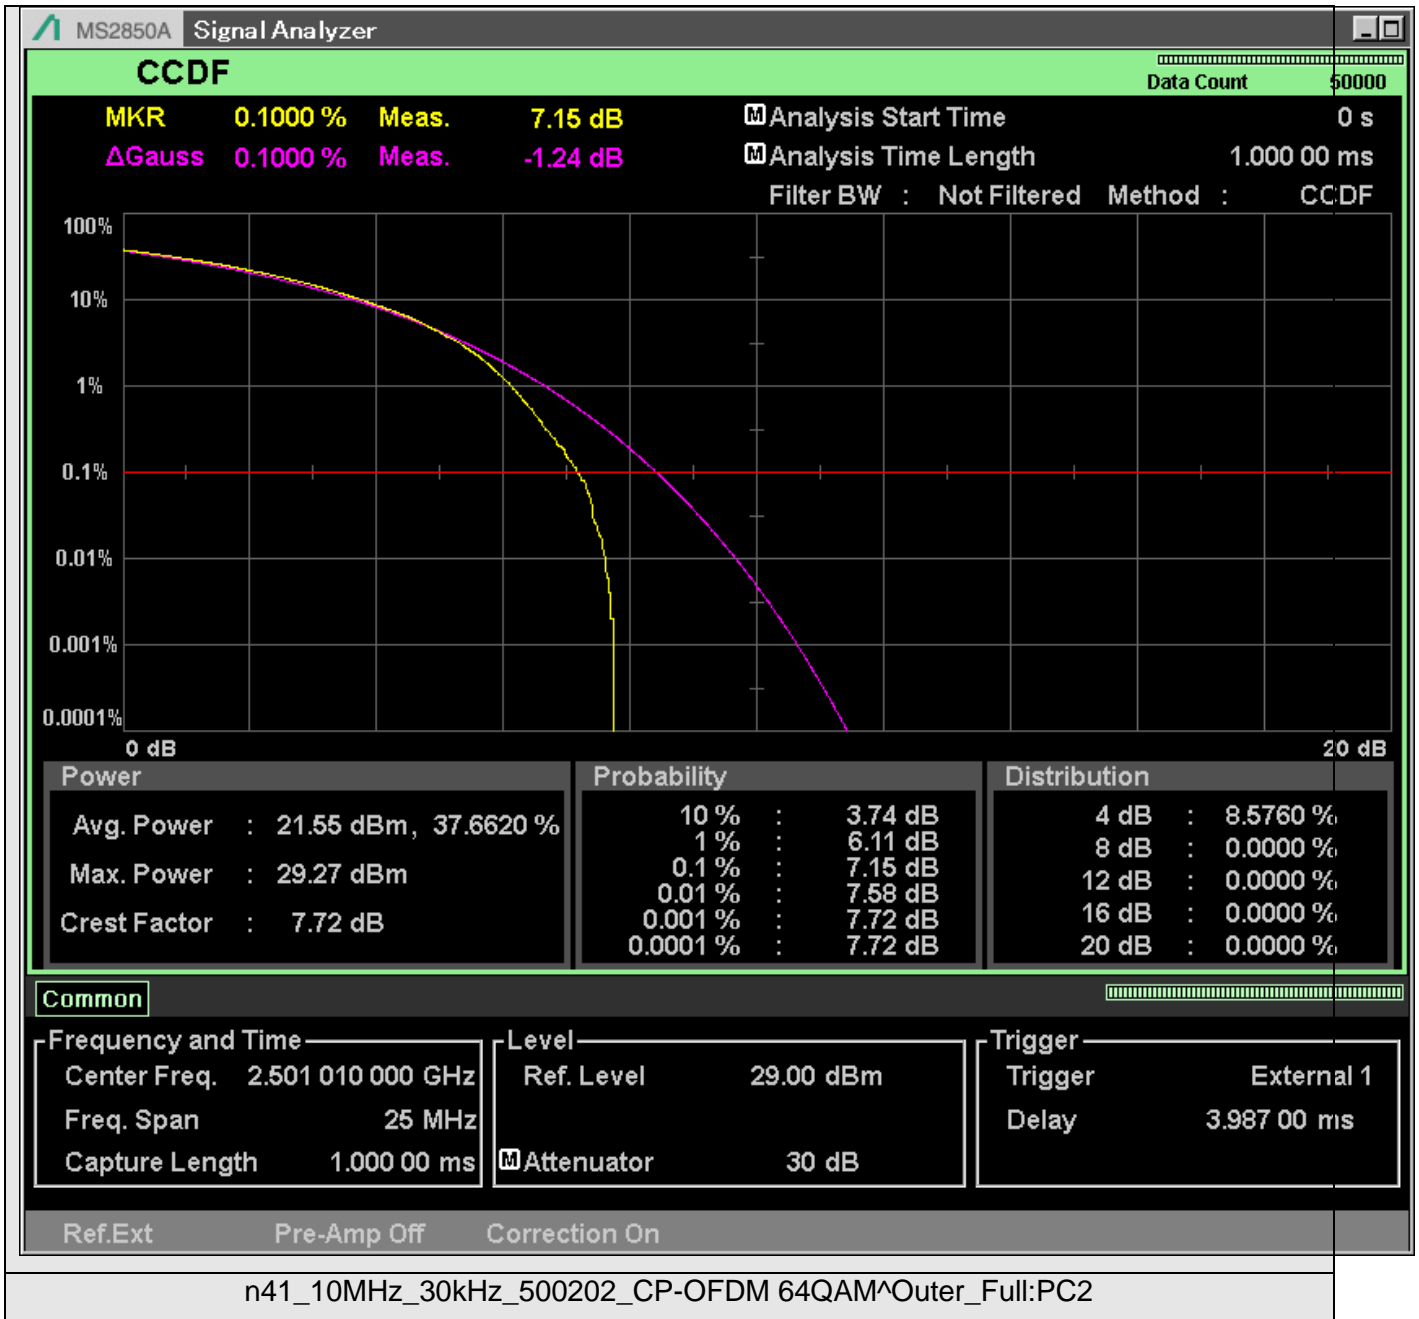 MS2850A Signal Analyzer
CCDF
Data Count 50000
MKR 0.1000 % Meas. 7.15 dB
ΔGauss 0.1000 % Meas. -1.24 dB
M Analysis Start Time 0 s
M Analysis Time Length 1.000 00 ms
Filter BW : Not Filtered Method : CCDF
100%
10%
1%
0.1%
0.01%
0.001%
0.0001%
0 dB 20 dB
Power
Avg. Power : 21.55 dBm, 37.6620 %
Max. Power : 29.27 dBm
Crest Factor : 7.72 dB
Probability
10 % : 3.74 dB
1 % : 6.11 dB
0.1 % : 7.15 dB
0.01 % : 7.58 dB
0.001 % : 7.72 dB
0.0001 % : 7.72 dB
Distribution
4 dB : 8.5760 %
8 dB : 0.0000 %
12 dB : 0.0000 %
16 dB : 0.0000 %
20 dB : 0.0000 %
Common
Frequency and Time
Center Freq. 2.501 010 000 GHz
Freq. Span 25 MHz
Capture Length 1.000 00 ms
Level
Ref. Level 29.00 dBm
M Attenuator 30 dB
Trigger
Trigger External 1
Delay 3.987 00 ms
Ref.Ext Pre-Amp Off Correction On
n41_10MHz_30kHz_500202_CP-OFDM 64QAM^Outer_Full:PC2